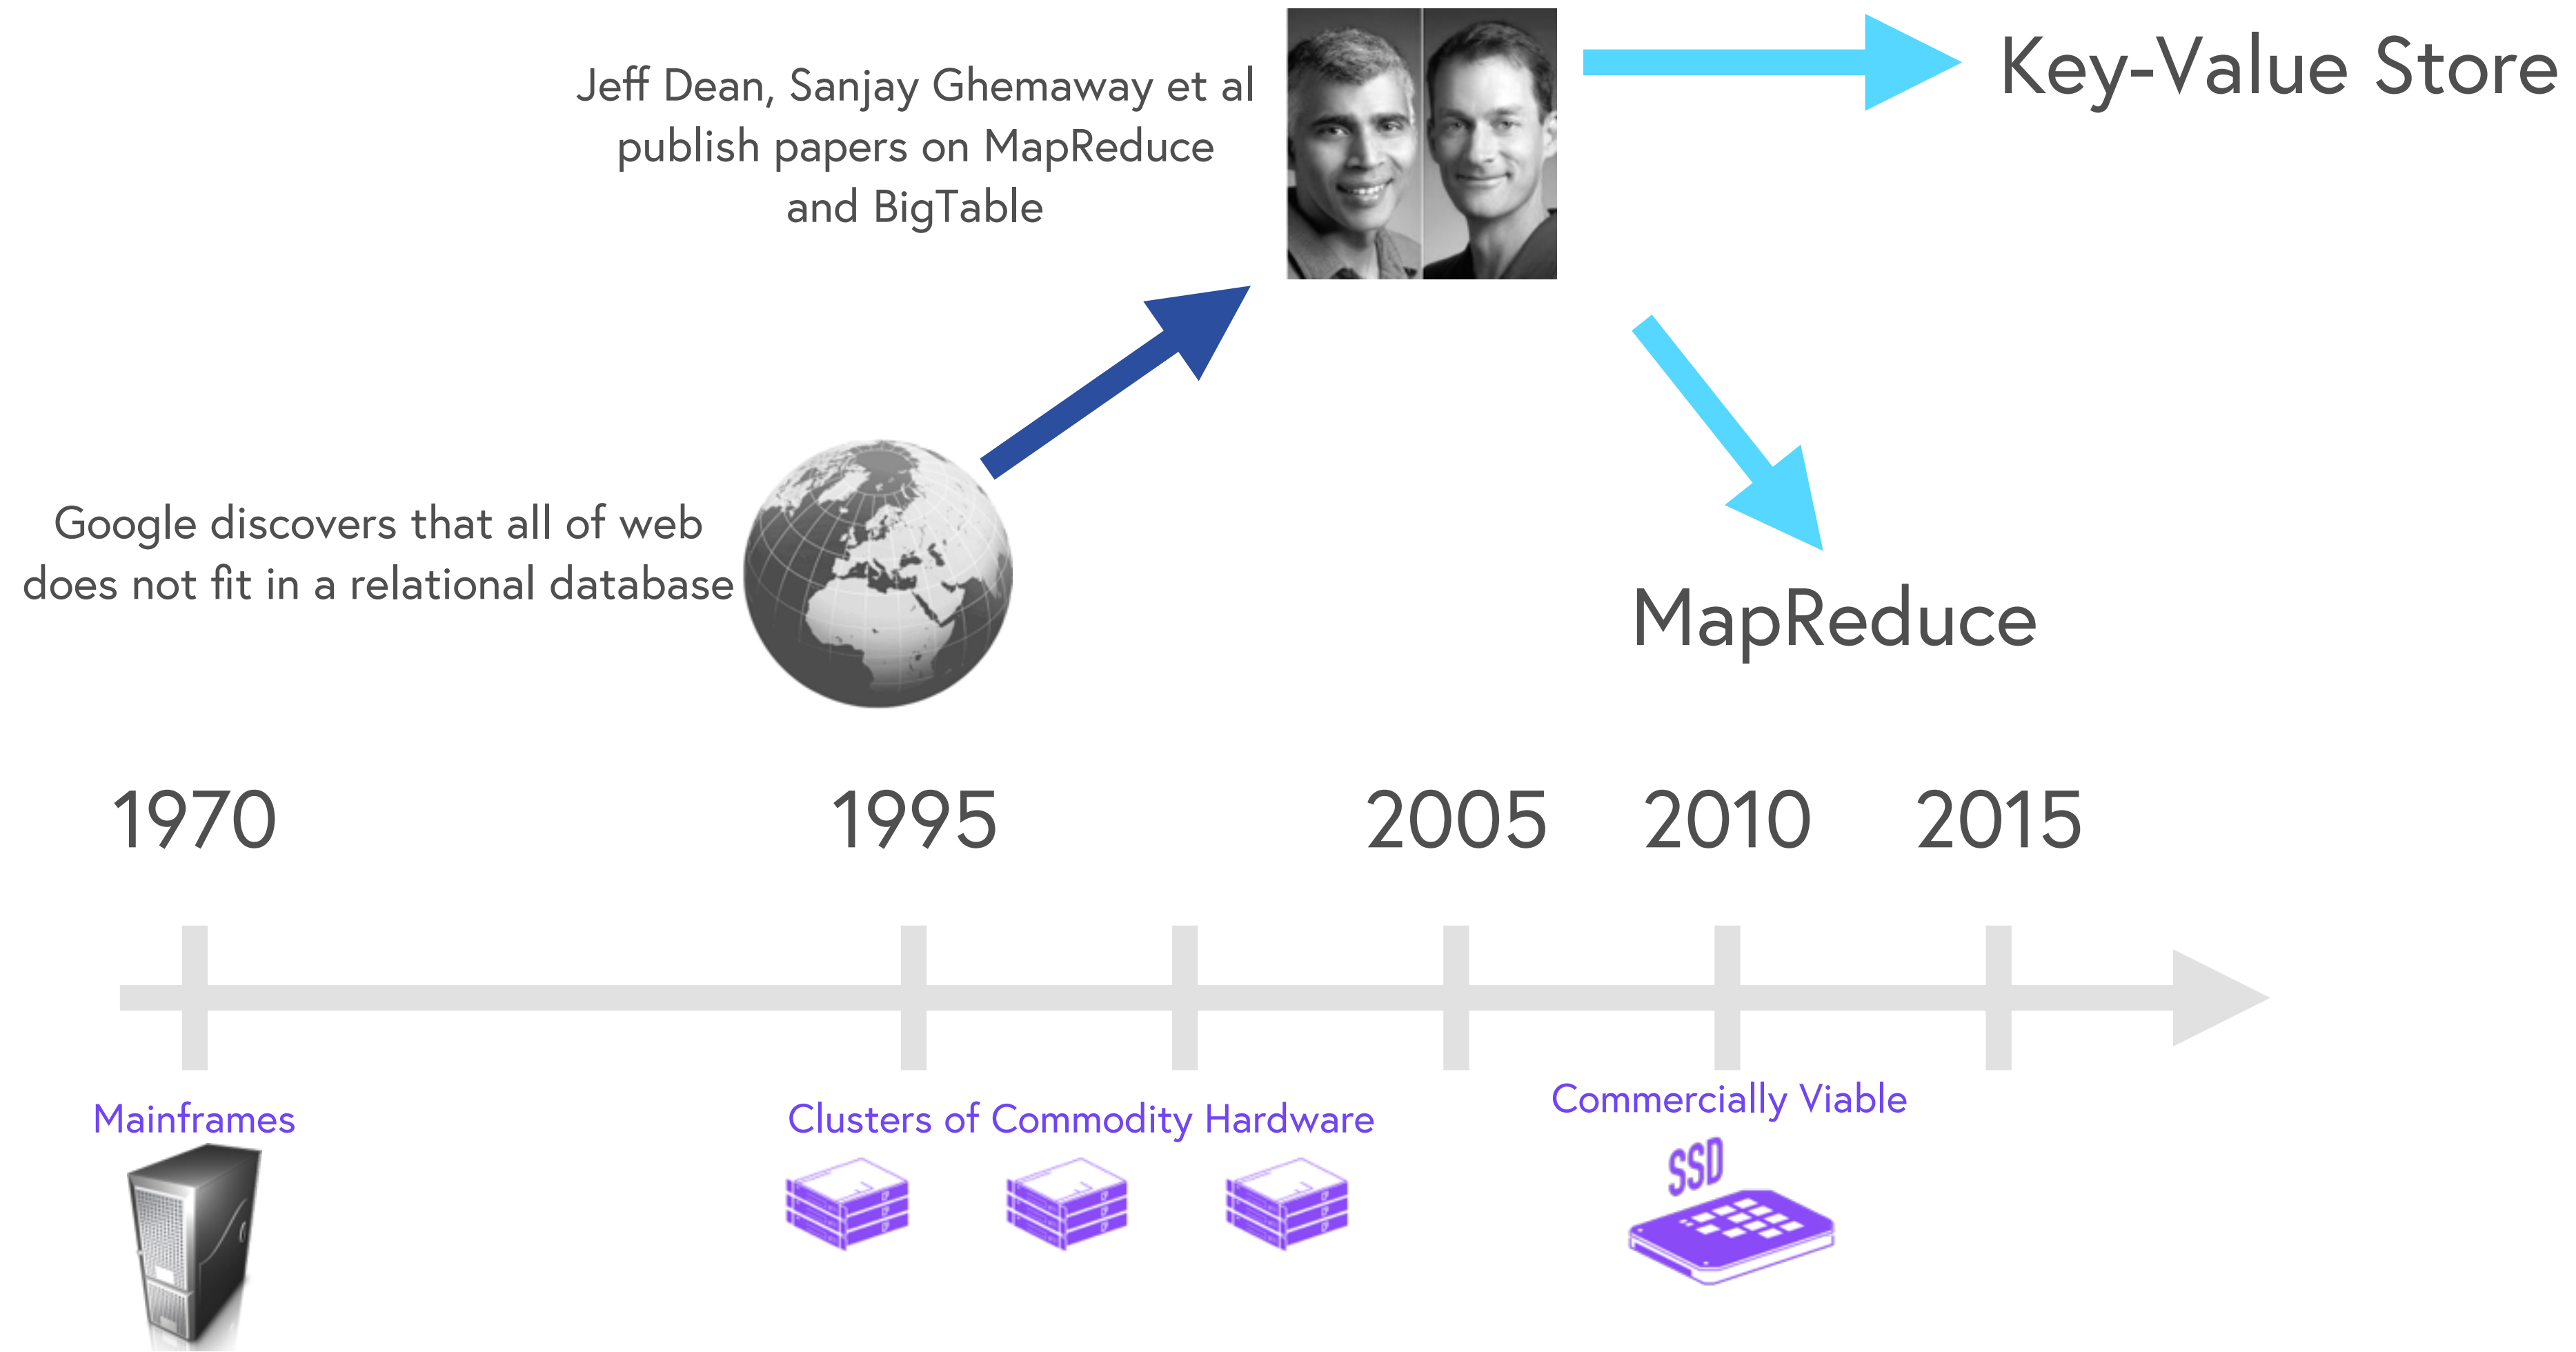 Jeff Dean, Sanjay Ghemaway et al
publish papers on MapReduce
and BigTable
Key-Value Store
Google discovers that all of web
does not fit in a relational database
MapReduce
1970
1995
2005
2010
2015
Mainframes
Clusters of Commodity Hardware
Commercially Viable
SSD